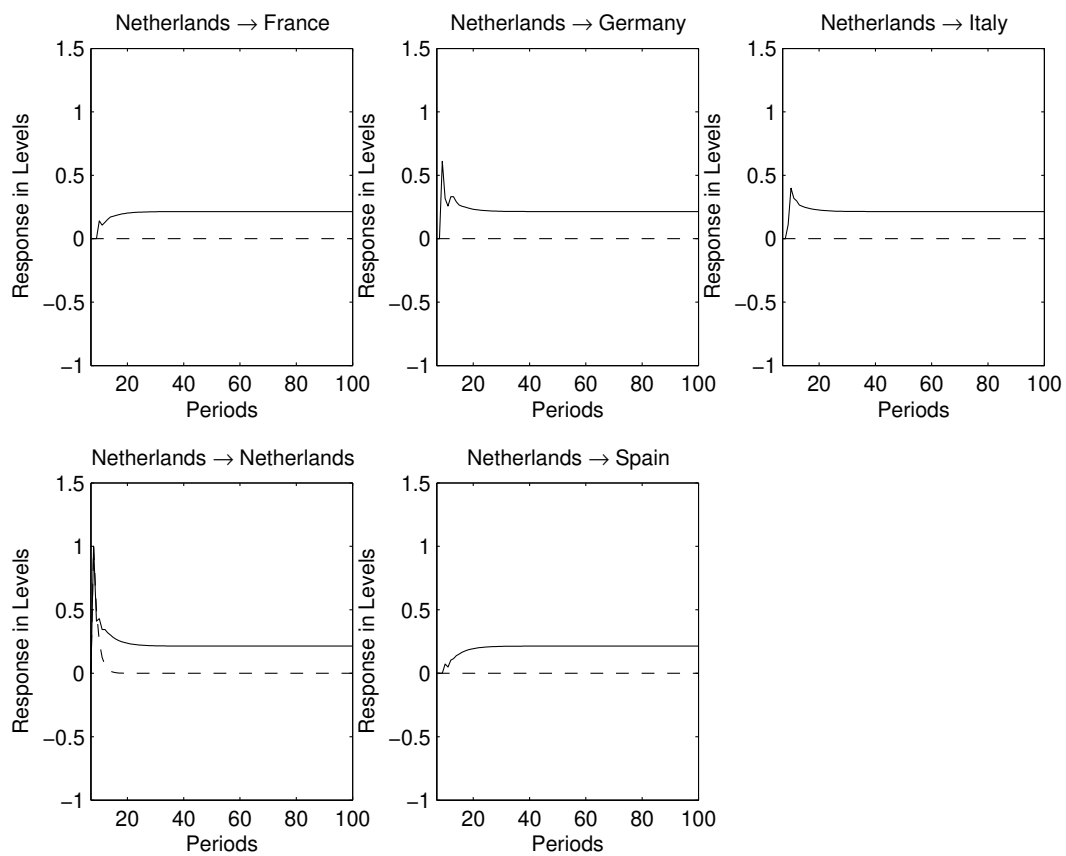 Netherlands → France
Netherlands → Germany
Netherlands → Italy
1.5
1
0.5
0
−0.5
−1
Response in Levels
20 40 60 80 100
Periods
1.5
1
0.5
0
−0.5
−1
Response in Levels
20 40 60 80 100
Periods
1.5
1
0.5
0
−0.5
−1
Response in Levels
20 40 60 80 100
Periods
Netherlands → Netherlands
Netherlands → Spain
1.5
1
0.5
0
−0.5
−1
Response in Levels
20 40 60 80 100
Periods
1.5
1
0.5
0
−0.5
−1
Response in Levels
20 40 60 80 100
Periods